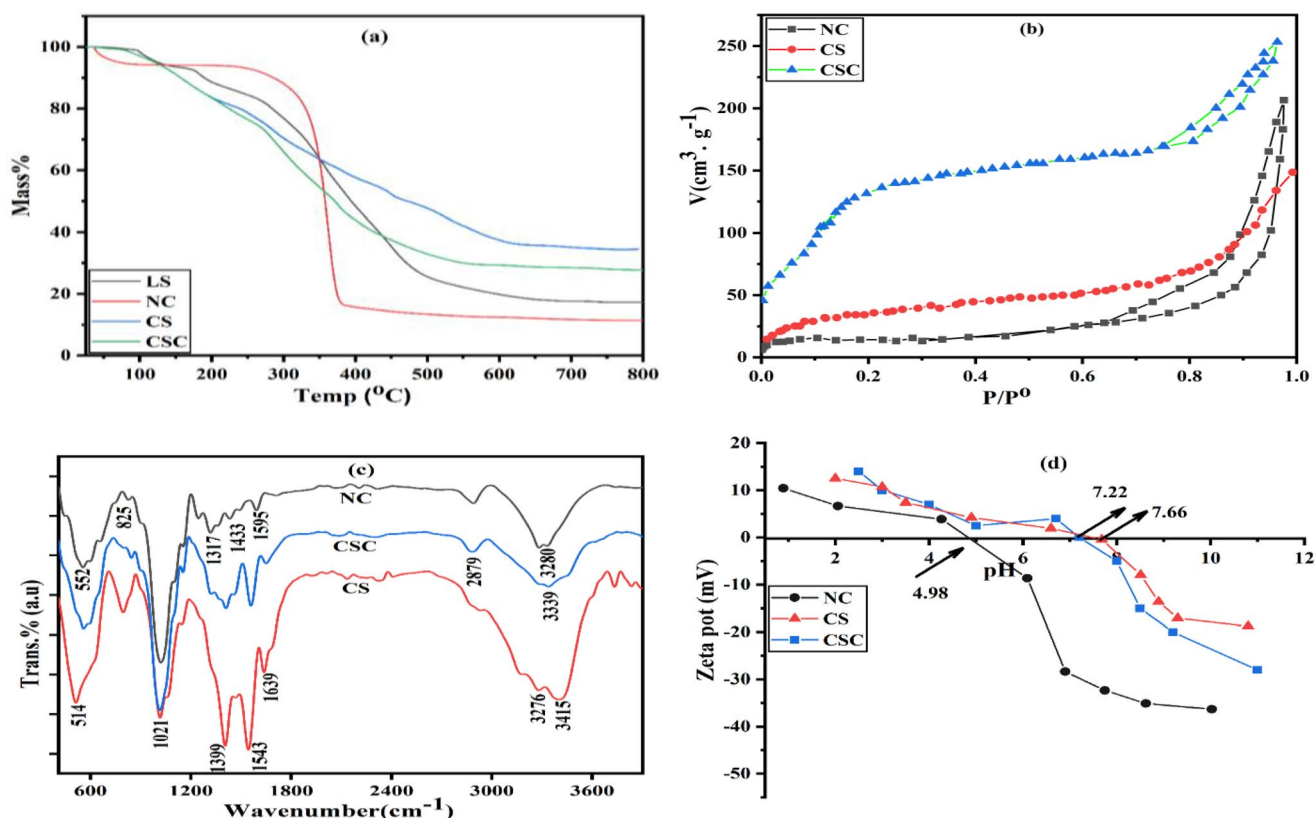 (a)
100
80
60
40
20
0
Mass%
LS
NC
CS
CSC
100 200 300 400 500 600 700 800
Temp (⁰C)
(b)
NC
CS
CSC
250
200
150
100
50
0
V(cm³. g⁻¹)
0.0 0.2 0.4 0.6 0.8 1.0
P/P⁰
(c)
NC
CSC
CS
825
552
1317
1433
1595
2879
3280
3339
514
1021
1399
1543
1639
3276
3415
Trans.% (a.u)
600 1200 1800 2400 3000 3600
Wavenumber(cm⁻¹)
(d)
20
10
0
-10
-20
-30
-40
-50
Zeta pot (mV)
2 4 6 8 10 12
pH
7.22
7.66
4.98
NC
CS
CSC